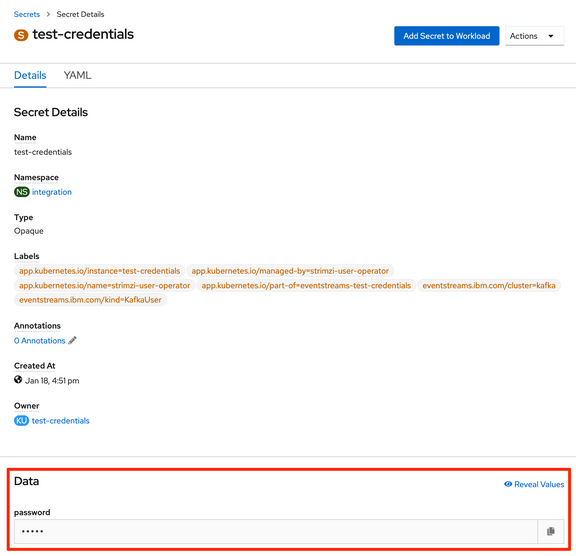 Secrets > Secret Details
S test-credentials
Add Secret to Workload
Actions
Details YAML
Secret Details
Name
test-credentials
Namespace
NS integration
Type
Opaque
Labels
app.kubernetes.io/instance=test-credentials app.kubernetes.io/managed-by=strimzi-user-operator
app.kubernetes.io/name=strimzi-user-operator app.kubernetes.io/part-of=eventstreams-test-credentials eventstreams.ibm.com/cluster=kafka
eventstreams.ibm.com/kind=KafkaUser
Annotations
0 Annotations
Created At
Jan 18, 4:51 pm
Owner
KU test-credentials
Data
Reveal Values
password
•••••